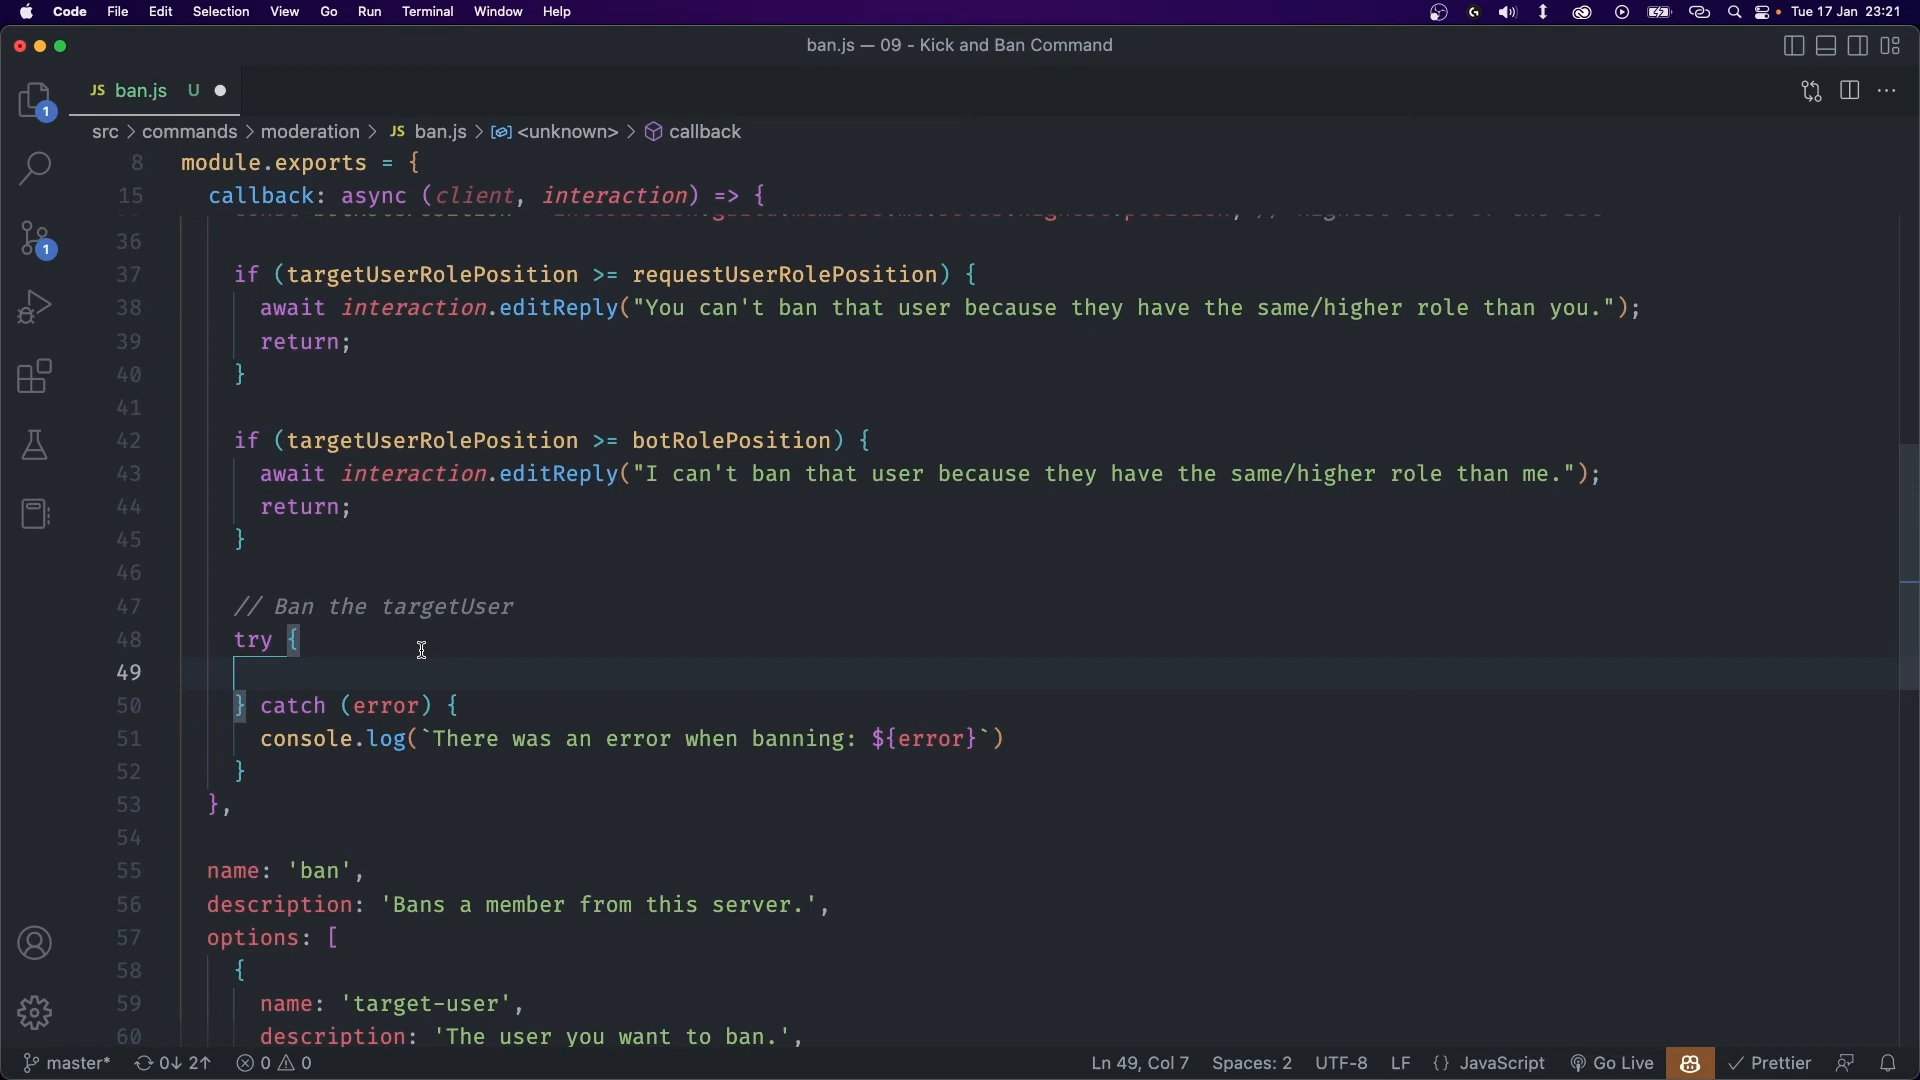 Code File Edit Selection View Go Run Terminal Window Help Tue 17 Jan 23:21
ban.js — 09 - Kick and Ban Command
JS ban.js U
src > commands > moderation > JS ban.js > <unknown> > callback
8 module.exports = {
15 callback: async (client, interaction) => {
36
37 if (targetUserRolePosition >= requestUserRolePosition) {
38 await interaction.editReply("You can't ban that user because they have the same/higher role than you.");
39 return;
40 }
41
42 if (targetUserRolePosition >= botRolePosition) {
43 await interaction.editReply("I can't ban that user because they have the same/higher role than me.");
44 return;
45 }
46
47 // Ban the targetUser
48 try {
49
50 } catch (error) {
51 console.log(`There was an error when banning: ${error}`)
52 }
53 },
54
55 name: 'ban',
56 description: 'Bans a member from this server.',
57 options: [
58 {
59 name: 'target-user',
60 description: 'The user you want to ban.',
1
1
master* 0↓ 2↑ 0 0 Ln 49, Col 7 Spaces: 2 UTF-8 LF {} JavaScript Go Live Prettier